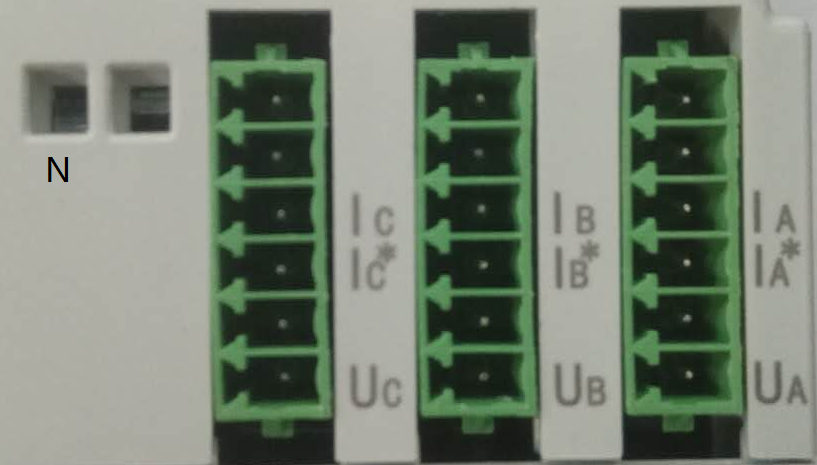 N
IC IB IA
IC* IB* IA*
UC UB UA